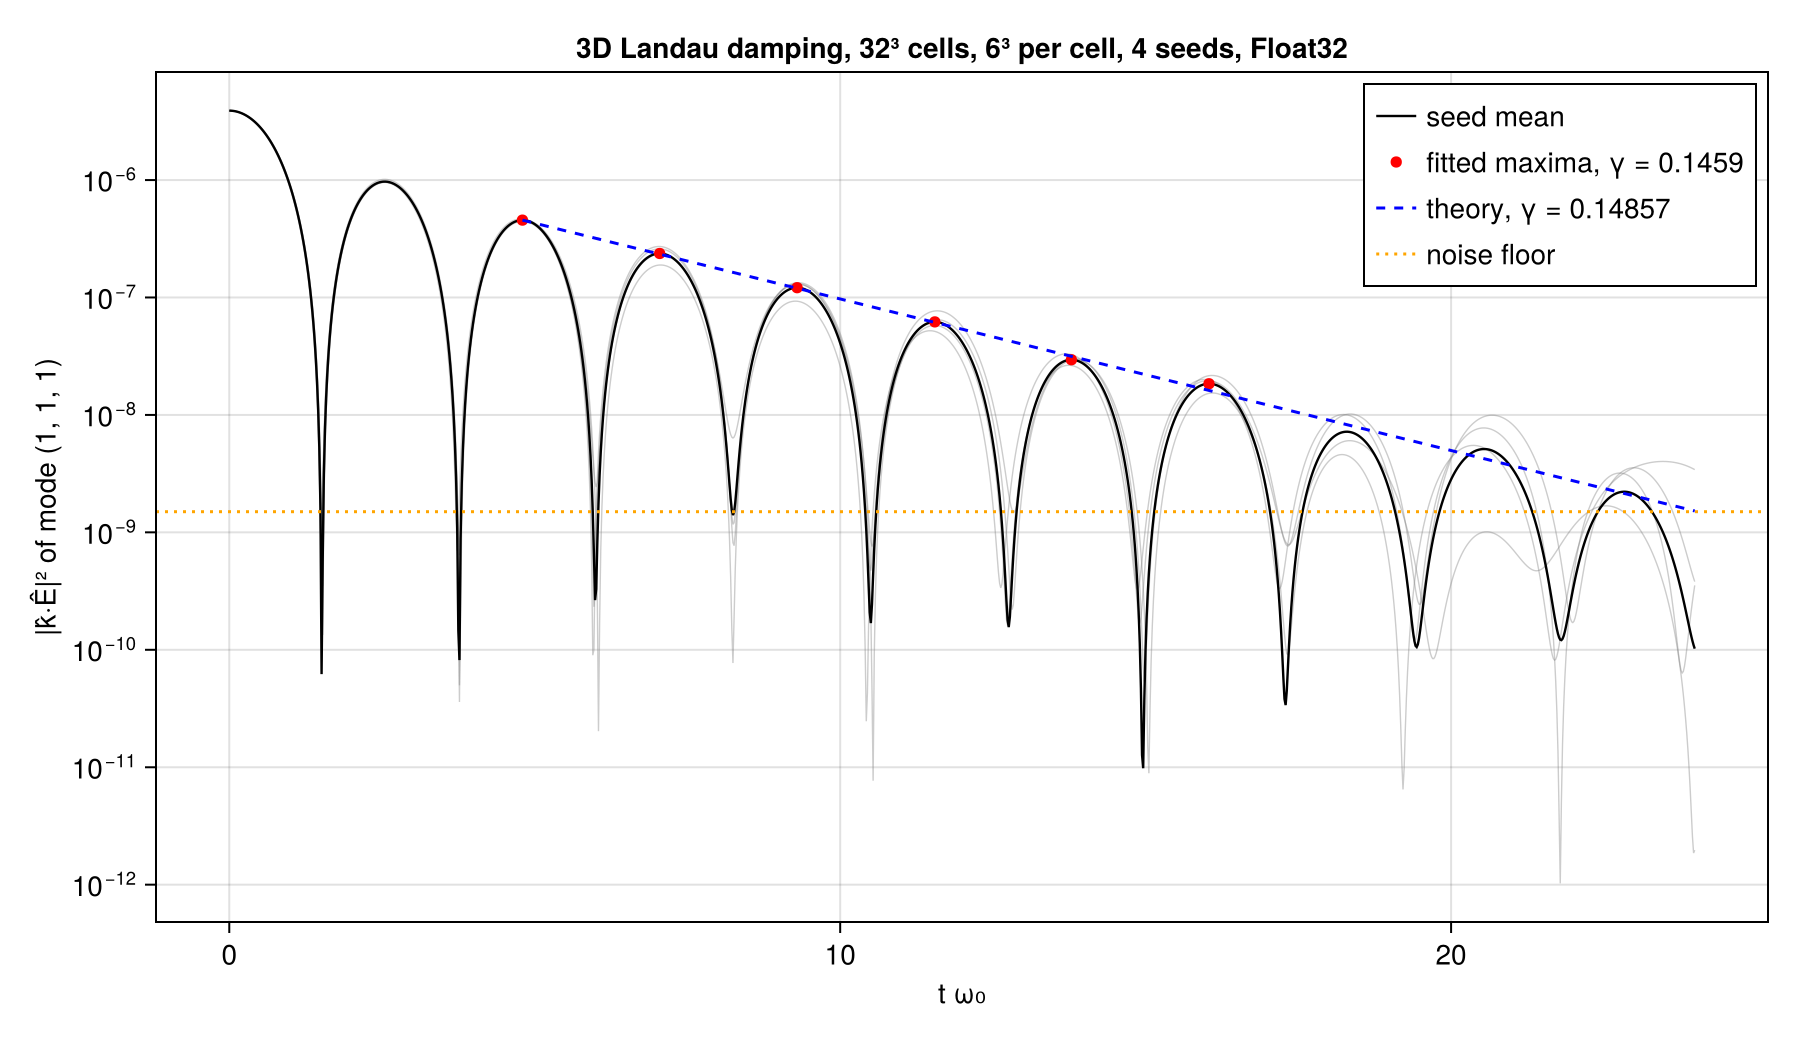 3D Landau damping, 32³ cells, 6³ per cell, 4 seeds, Float32
seed mean
fitted maxima, γ = 0.1459
theory, γ = 0.14857
noise floor
|k̂·Ê|² of mode (1, 1, 1)
10⁻⁶
10⁻⁷
10⁻⁸
10⁻⁹
10⁻¹⁰
10⁻¹¹
10⁻¹²
0
10
20
t ω₀